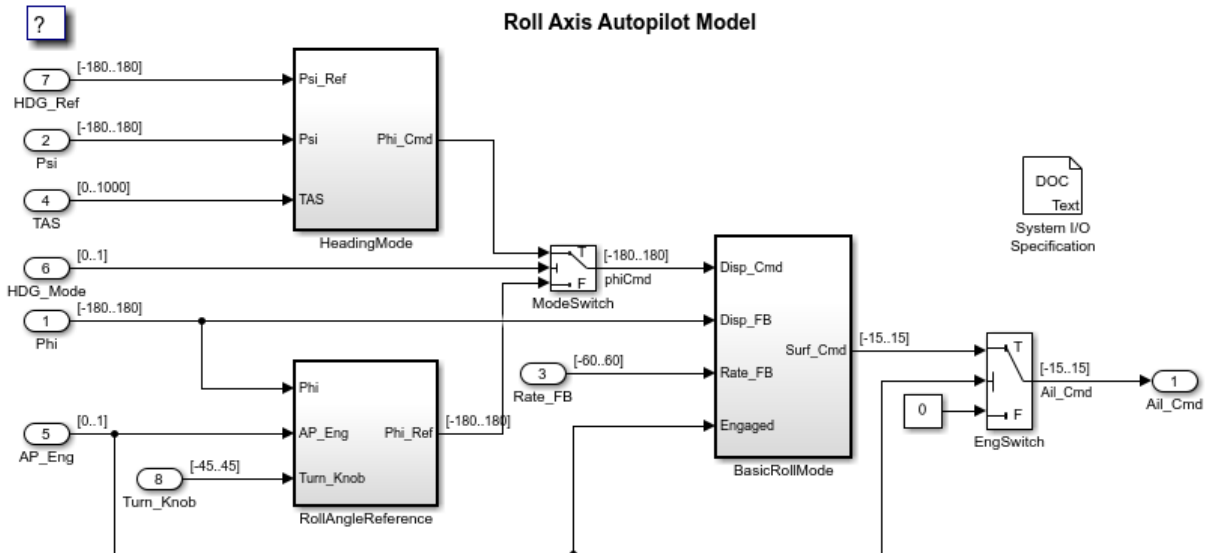 ?
Roll Axis Autopilot Model
7
HDG_Ref
[-180..180]
2
Psi
[-180..180]
4
TAS
[0..1000]
Psi_Ref
Psi
TAS
Phi_Cmd
HeadingMode
6
HDG_Mode
[0..1]
1
Phi
[-180..180]
T
F
ModeSwitch
[-180..180]
phiCmd
5
AP_Eng
[0..1]
8
Turn_Knob
[-45..45]
Phi
AP_Eng
Turn_Knob
Phi_Ref
RollAngleReference
[-180..180]
3
Rate_FB
[-60..60]
Disp_Cmd
Disp_FB
Rate_FB
Engaged
Surf_Cmd
BasicRollMode
[-15..15]
0
T
F
EngSwitch
[-15..15]
Ail_Cmd
1
Ail_Cmd
DOC
Text
System I/O
Specification